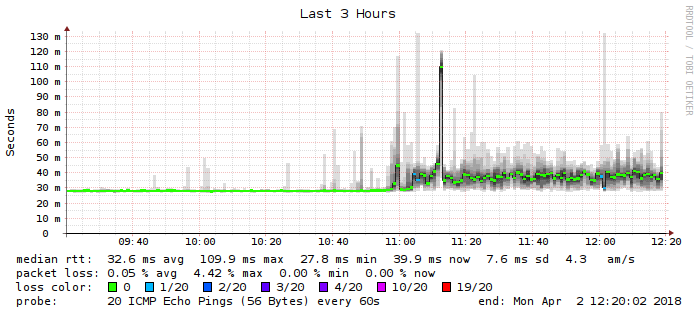 Last 3 Hours
RRDTOOL / TOBI OETIKER
Seconds
130 m
120 m
110 m
100 m
90 m
80 m
70 m
60 m
50 m
40 m
30 m
20 m
10 m
0
09:40 10:00 10:20 10:40 11:00 11:20 11:40 12:00 12:20
median rtt: 32.6 ms avg 109.9 ms max 27.8 ms min 39.9 ms now 7.6 ms sd 4.3 am/s
packet loss: 0.05 % avg 4.42 % max 0.00 % min 0.00 % now
loss color: 0 1/20 2/20 3/20 4/20 10/20 19/20
probe: 20 ICMP Echo Pings (56 Bytes) every 60s end: Mon Apr 2 12:20:02 2018